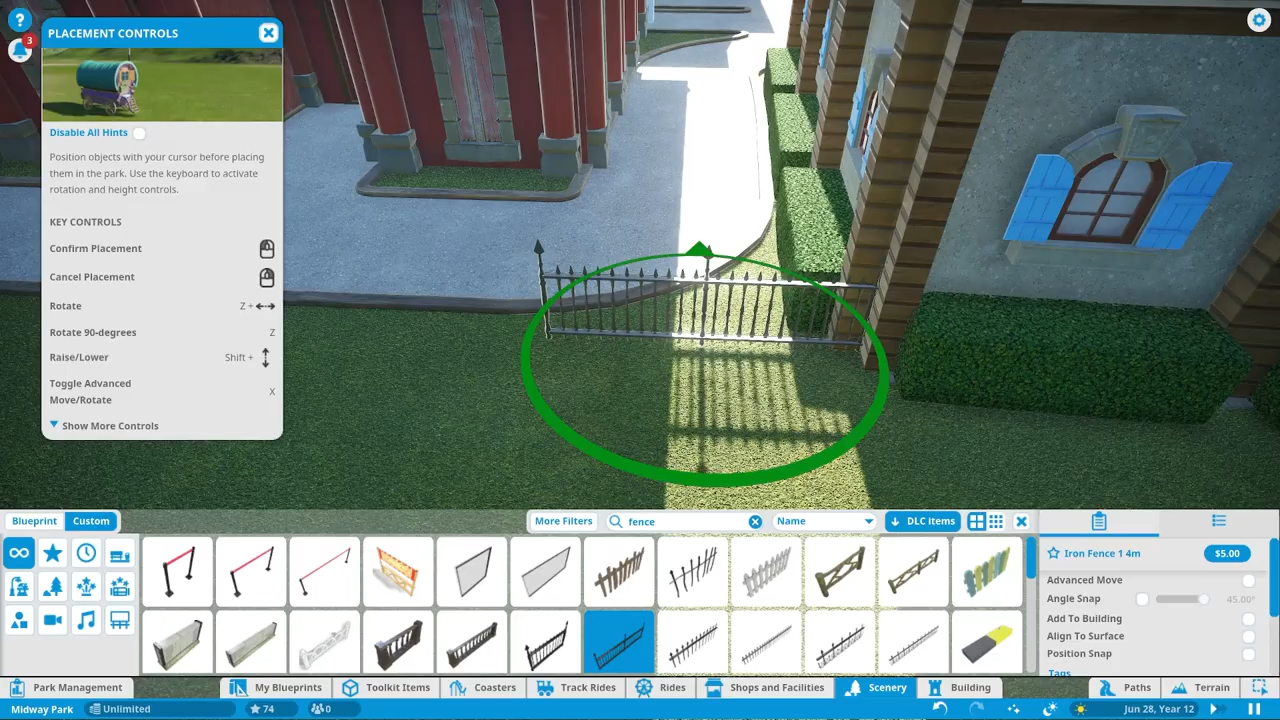 ?
3
PLACEMENT CONTROLS
Disable All Hints
Position objects with your cursor before placing
them in the park. Use the keyboard to activate
rotation and height controls.
KEY CONTROLS
Confirm Placement
Cancel Placement
Rotate Z +
Rotate 90-degrees Z
Raise/Lower Shift +
Toggle Advanced
Move/Rotate X
Show More Controls
Blueprint Custom
More Filters fence Name DLC Items
Iron Fence 1 4m $5.00
Advanced Move
Angle Snap 45.00°
Add To Building
Align To Surface
Position Snap
Tags
Park Management My Blueprints Toolkit Items Coasters Track Rides Rides Shops and Facilities Scenery Building Paths Terrain
Midway Park Unlimited 74 0 Jun 28, Year 12